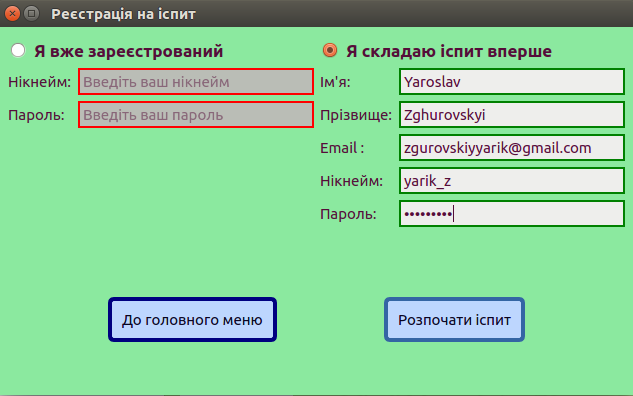 Реєстрація на іспит
Я вже зареєстрований
Нікнейм: Введіть ваш нікнейм
Пароль: Введіть ваш пароль
Я складаю іспит вперше
Ім'я: Yaroslav
Прізвище: Zghurovskyi
Email : zgurovskiyyarik@gmail.com
Нікнейм: yarik_z
Пароль: •••••••••
До головного меню
Розпочати іспит